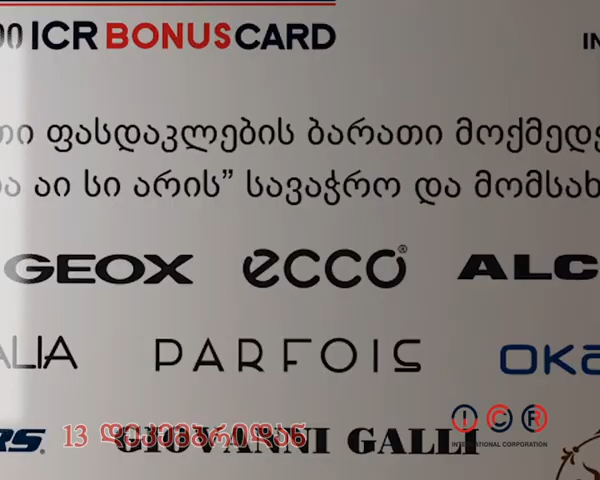 00 ICR BONUSCARD
IN
თი ფასდაკლების ბარათი მოქმედე
ა აი სი არის” სავაჭრო და მომსახ
GEOX ecco® ALC
ALIA PARFOIS OKa
RS. GIOVANNI GALLI
13 დეკემბრიდან
ICR
INTERNATIONAL CORPORATION